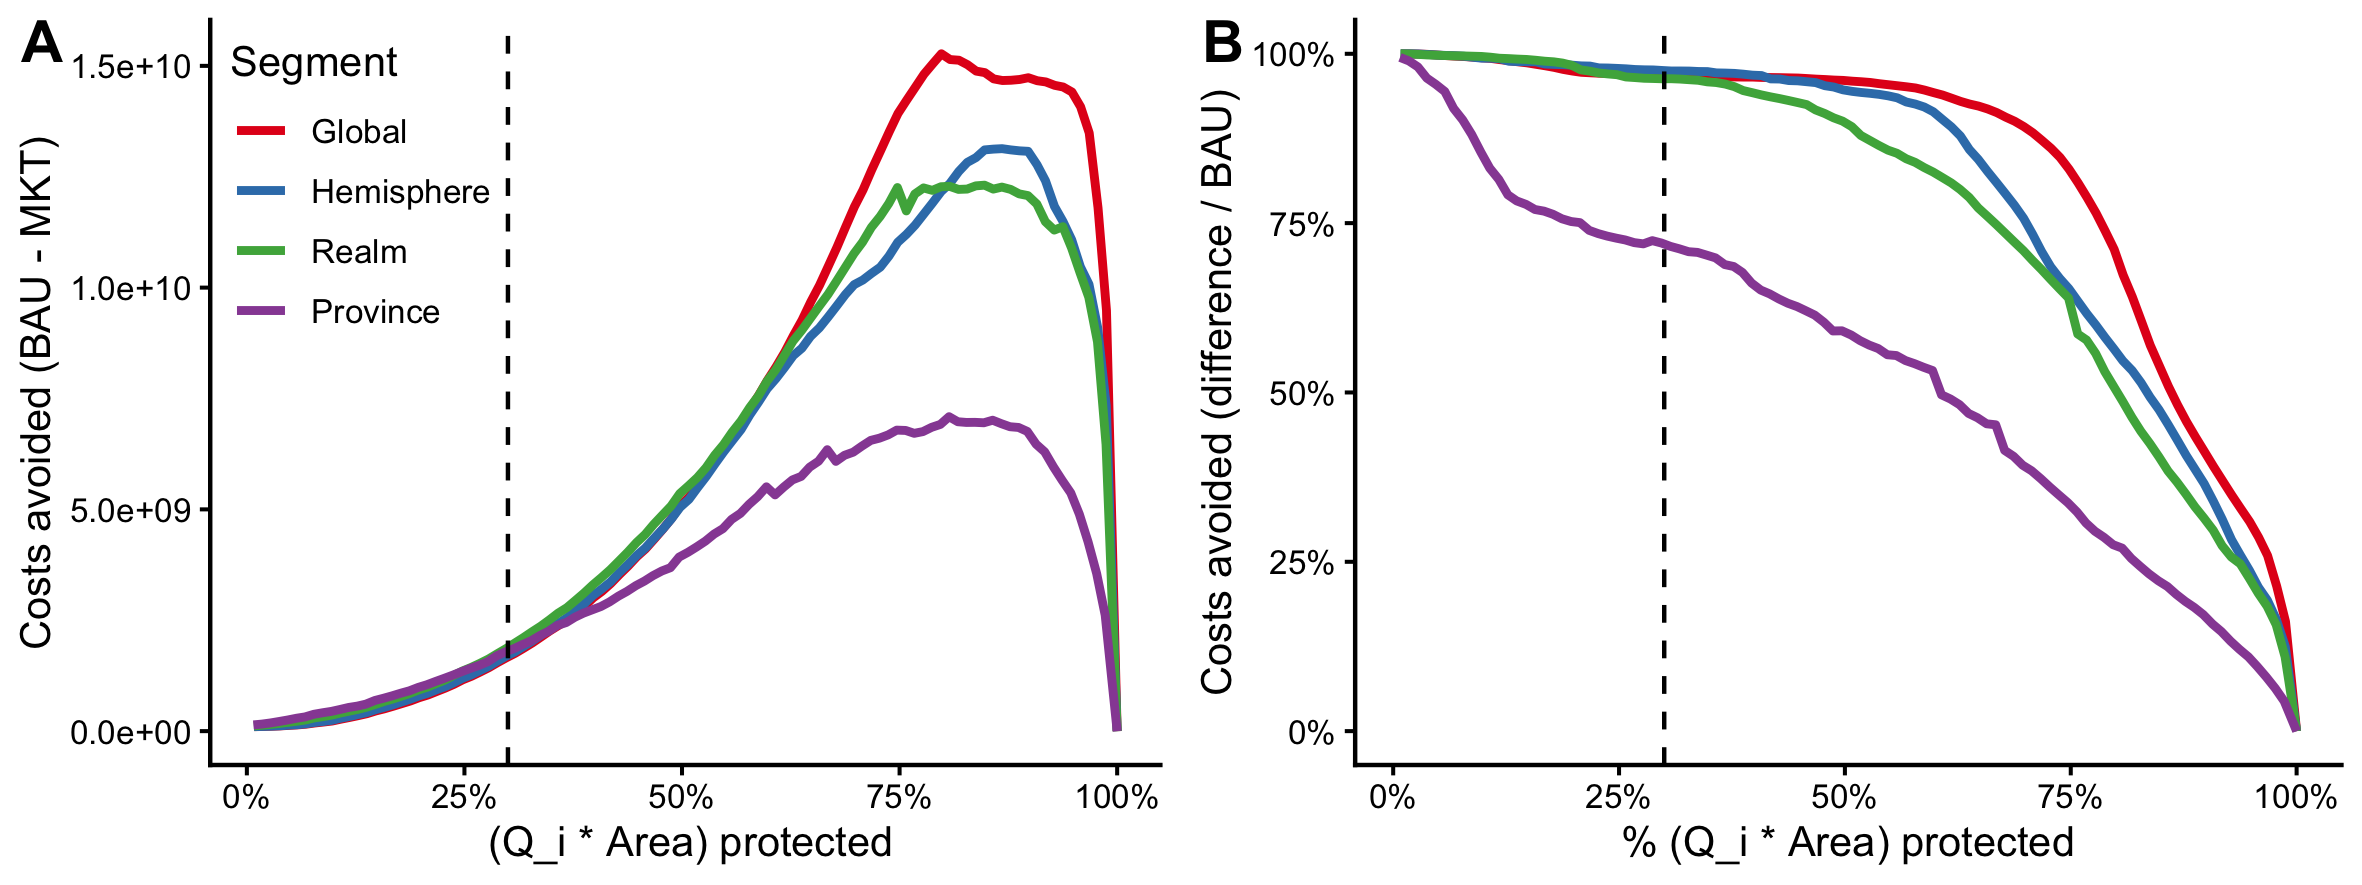 A
Costs avoided (BAU - MKT)
1.5e+10
1.0e+10
5.0e+09
0.0e+00
Segment
Global
Hemisphere
Realm
Province
0% 25% 50% 75% 100%
(Q_i * Area) protected
B
Costs avoided (difference / BAU)
100%
75%
50%
25%
0%
0% 25% 50% 75% 100%
% (Q_i * Area) protected